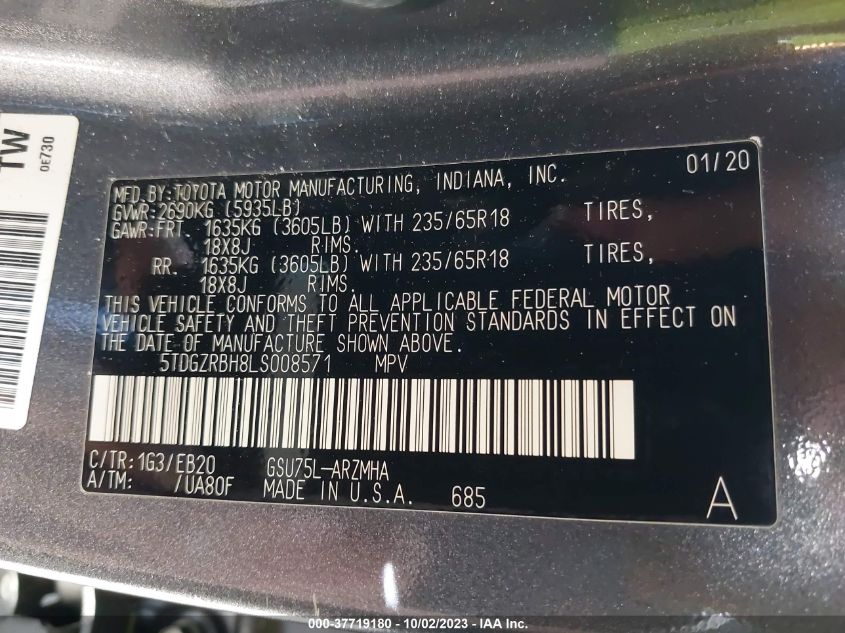 TW
0E730
MFD.BY:TOYOTA MOTOR MANUFACTURING, INDIANA, INC. 01/20
GVWR:2690KG (5935LB)
GAWR:FRT. 1635KG (3605LB) WITH 235/65R18 TIRES,
18X8J RIMS.
RR. 1635KG (3605LB) WITH 235/65R18 TIRES,
18X8J RIMS.
THIS VEHICLE CONFORMS TO ALL APPLICABLE FEDERAL MOTOR
VEHICLE SAFETY AND THEFT PREVENTION STANDARDS IN EFFECT ON
THE DATE OF MANUFACTURE SHOWN ABOVE.
5TDGZRBH8LS008571 MPV
C/TR:1G3/EB20 GSU75L-ARZMHA
A/TM: /UA80F MADE IN U.S.A. 685 A
000-37719180 - 10/02/2023 - IAA Inc.